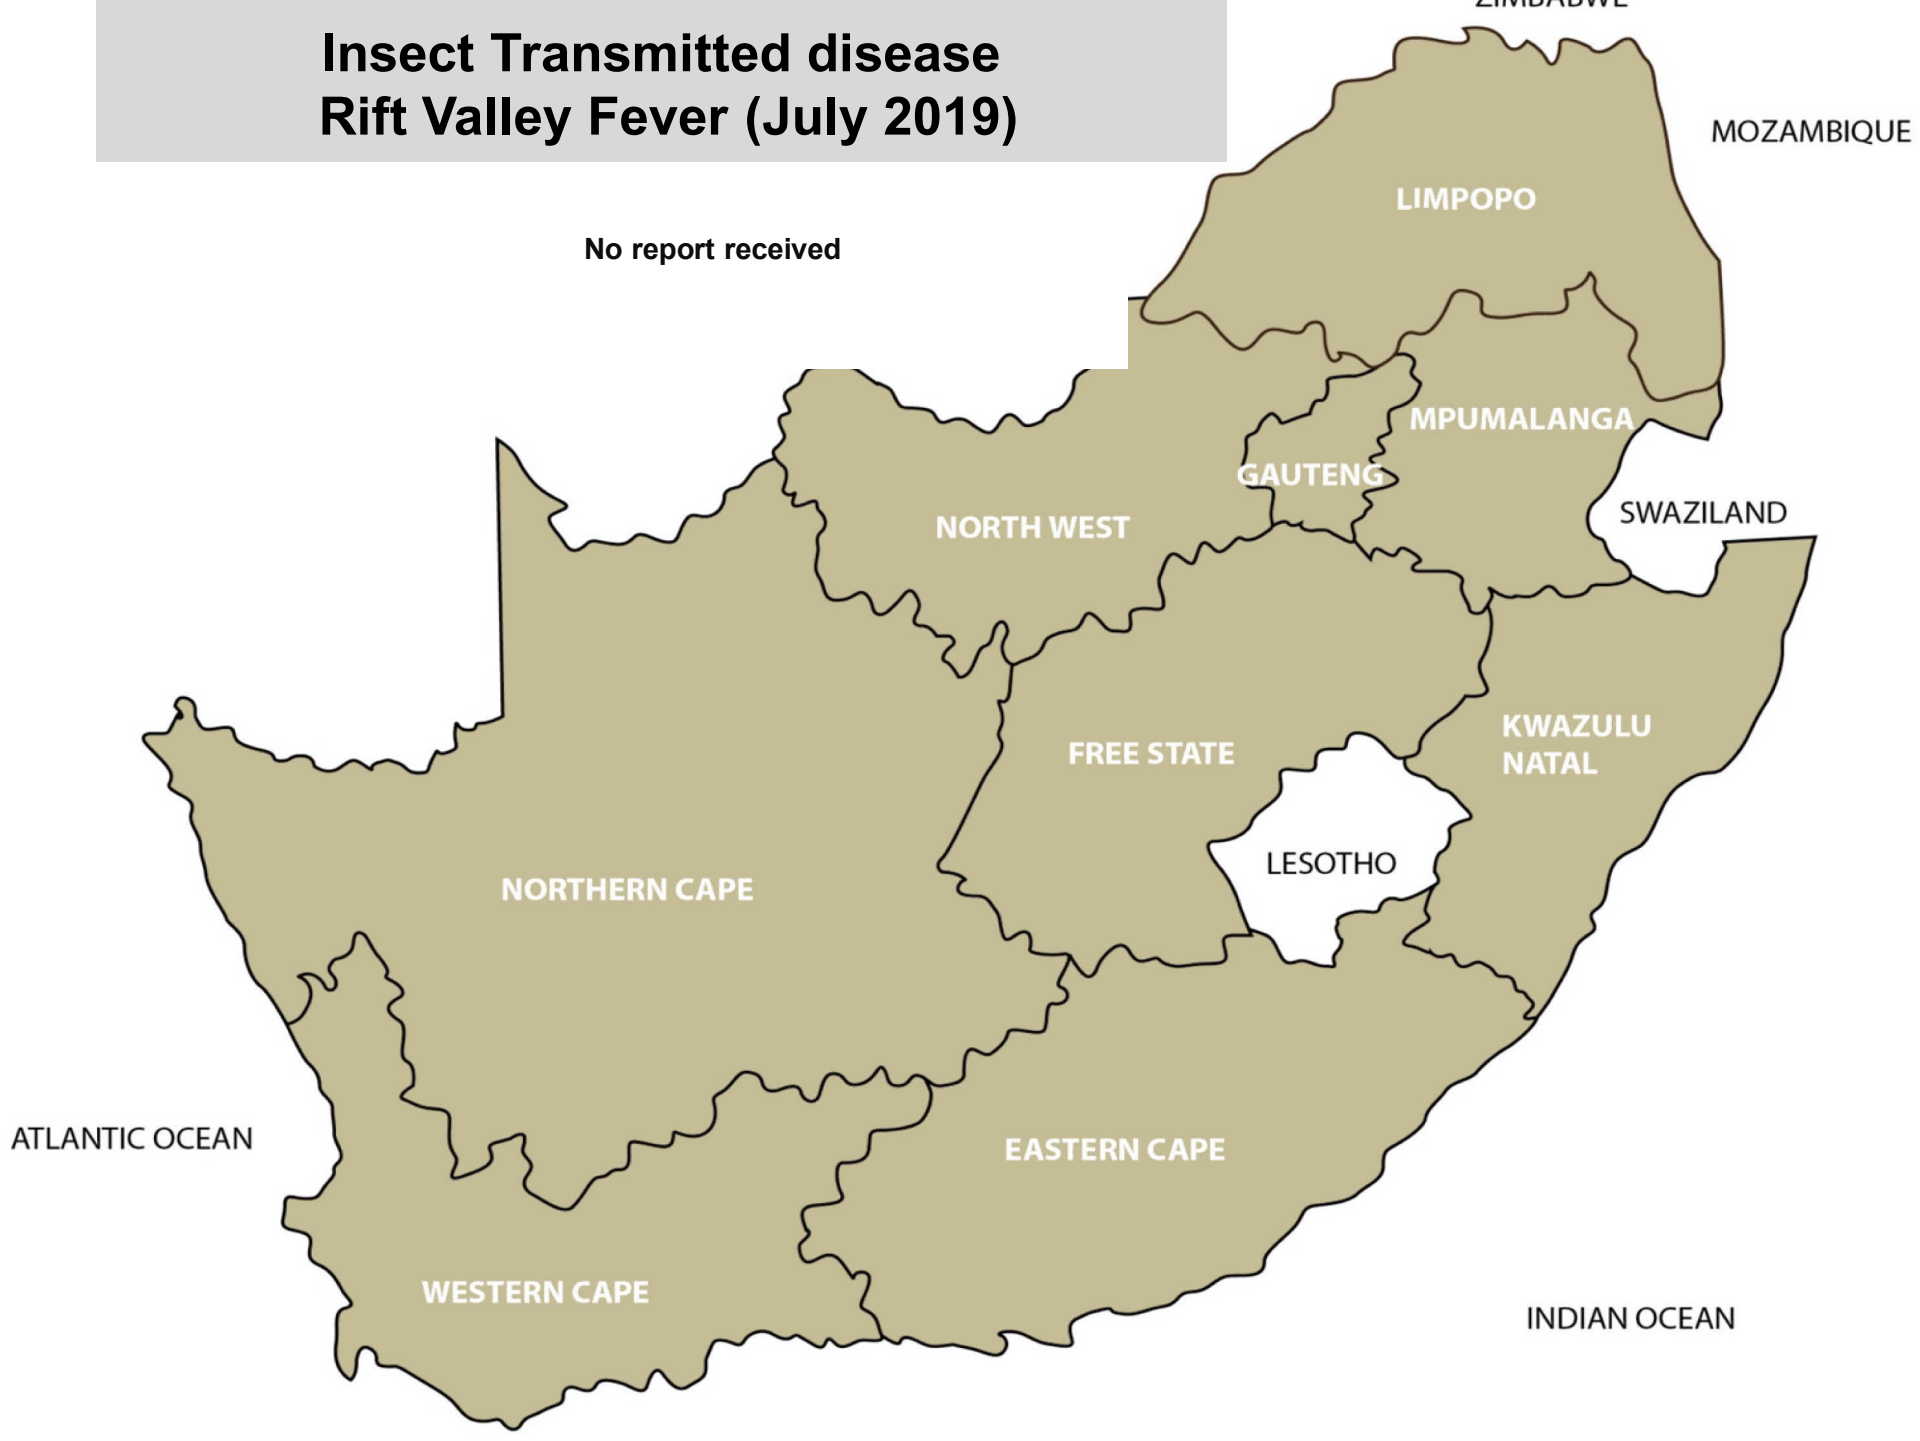 ZIMBABWE
Insect Transmitted disease
Rift Valley Fever (July 2019)
MOZAMBIQUE
LIMPOPO
No report received
MPUMALANGA
GAUTENG
SWAZILAND
NORTH WEST
KWAZULU
NATAL
FREE STATE
LESOTHO
NORTHERN CAPE
ATLANTIC OCEAN
EASTERN CAPE
WESTERN CAPE
INDIAN OCEAN